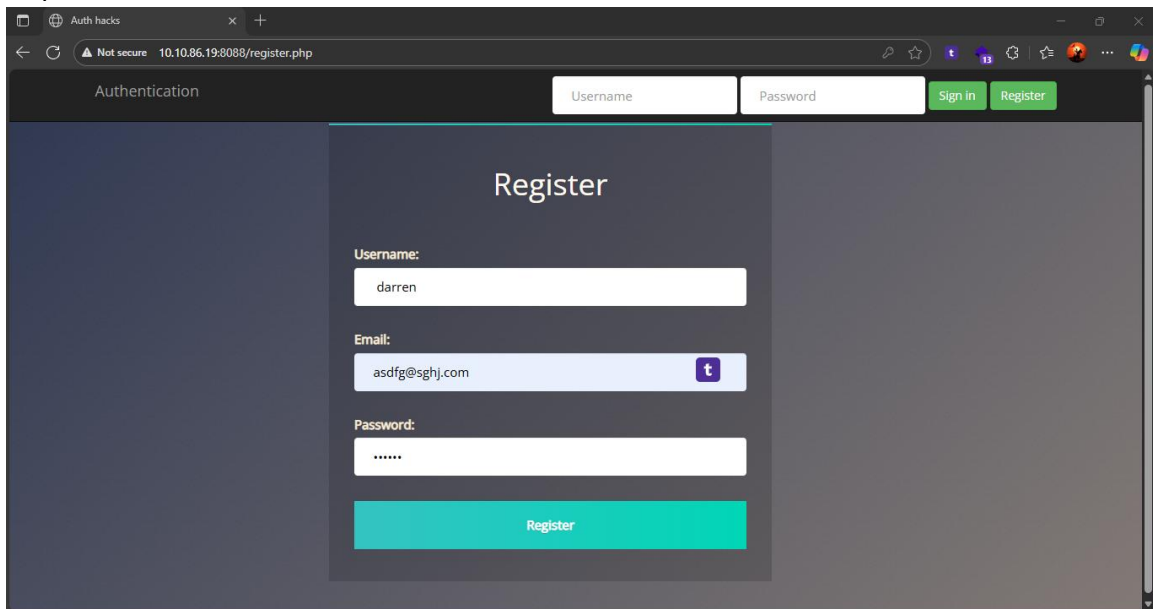 Auth hacks
Not secure 10.10.86.19:8088/register.php
t
13
Authentication
Username
Password
Sign in
Register
Register
Username:
darren
Email:
asdfg@sghj.com
t
Password:
••••••
Register